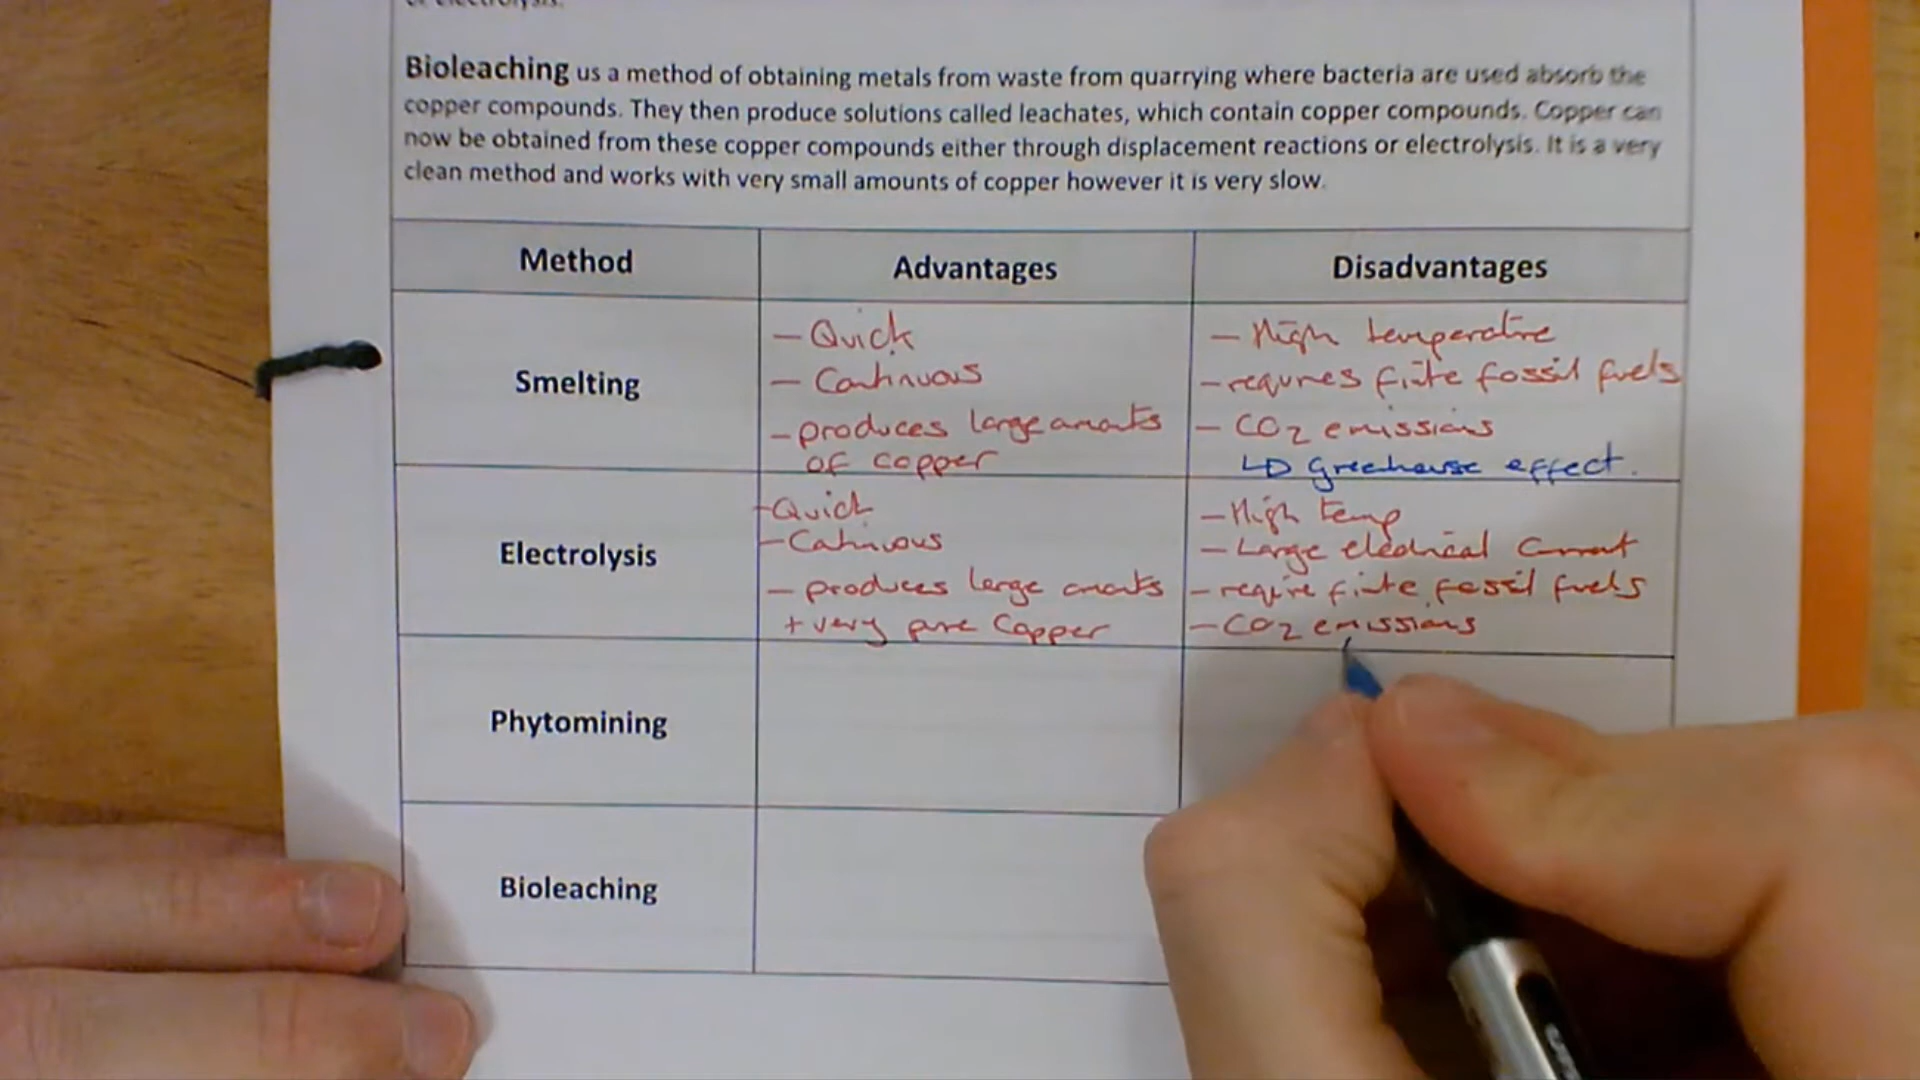 or electrolysis.
Bioleaching us a method of obtaining metals from waste from quarrying where bacteria are used absorb the
copper compounds. They then produce solutions called leachates, which contain copper compounds. Copper can
now be obtained from these copper compounds either through displacement reactions or electrolysis. It is a very
clean method and works with very small amounts of copper however it is very slow.
Method Advantages Disadvantages
Smelting
- Quick
- Continuous
- produces large amounts
of copper
- High temperature
- requires finite fossil fuels
- CO2 emissions
↳ Greenhouse effect.
Electrolysis
- Quick
- Continuous
- produces large amounts
+ very pure Copper
- High temp
- Large electrical Current
- require finite fossil fuels
- CO2 emissions
Phytomining
Bioleaching